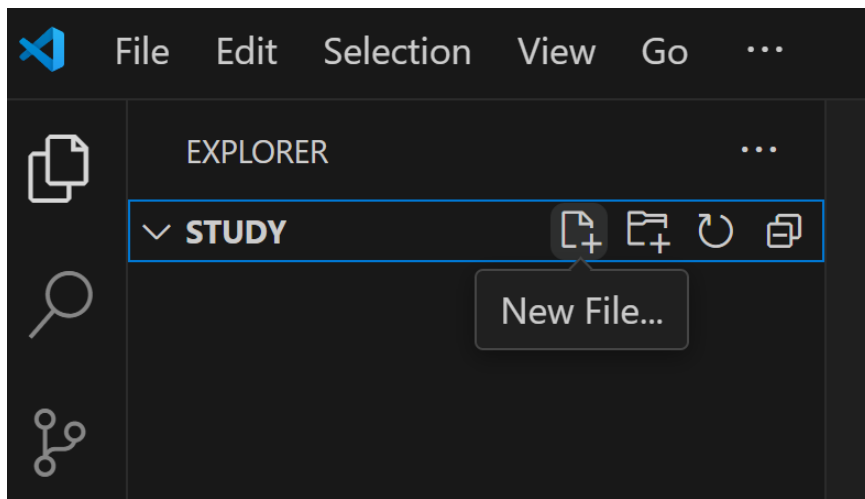 File Edit Selection View Go ...
EXPLORER ...
STUDY
New File...